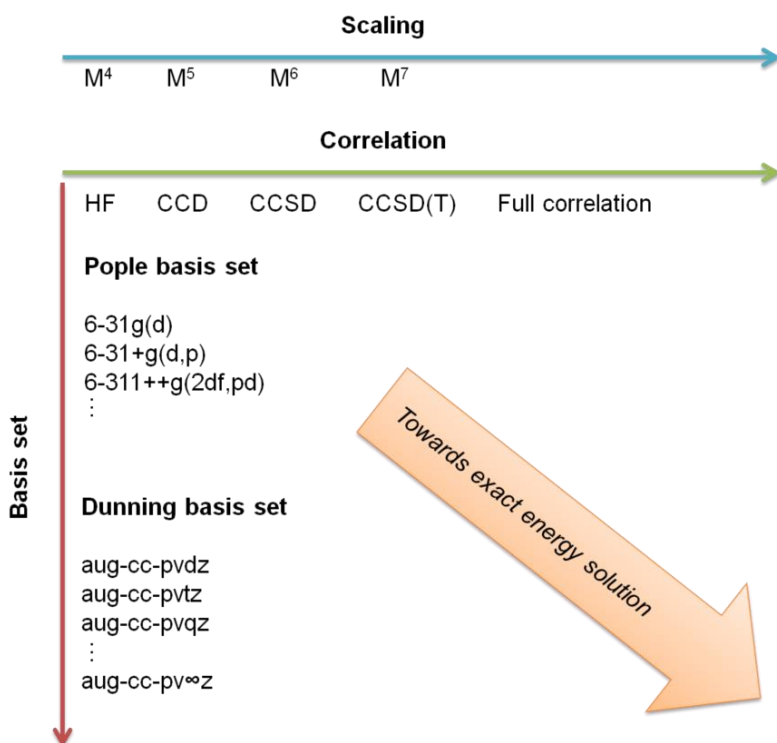 Scaling
M⁴ M⁵ M⁶ M⁷
Correlation
HF CCD CCSD CCSD(T) Full correlation
Pople basis set
6-31g(d)
6-31+g(d,p)
6-311++g(2df,pd)
⋮
Basis set
Towards exact energy solution
Dunning basis set
aug-cc-pvdz
aug-cc-pvtz
aug-cc-pvqz
⋮
aug-cc-pv∞z